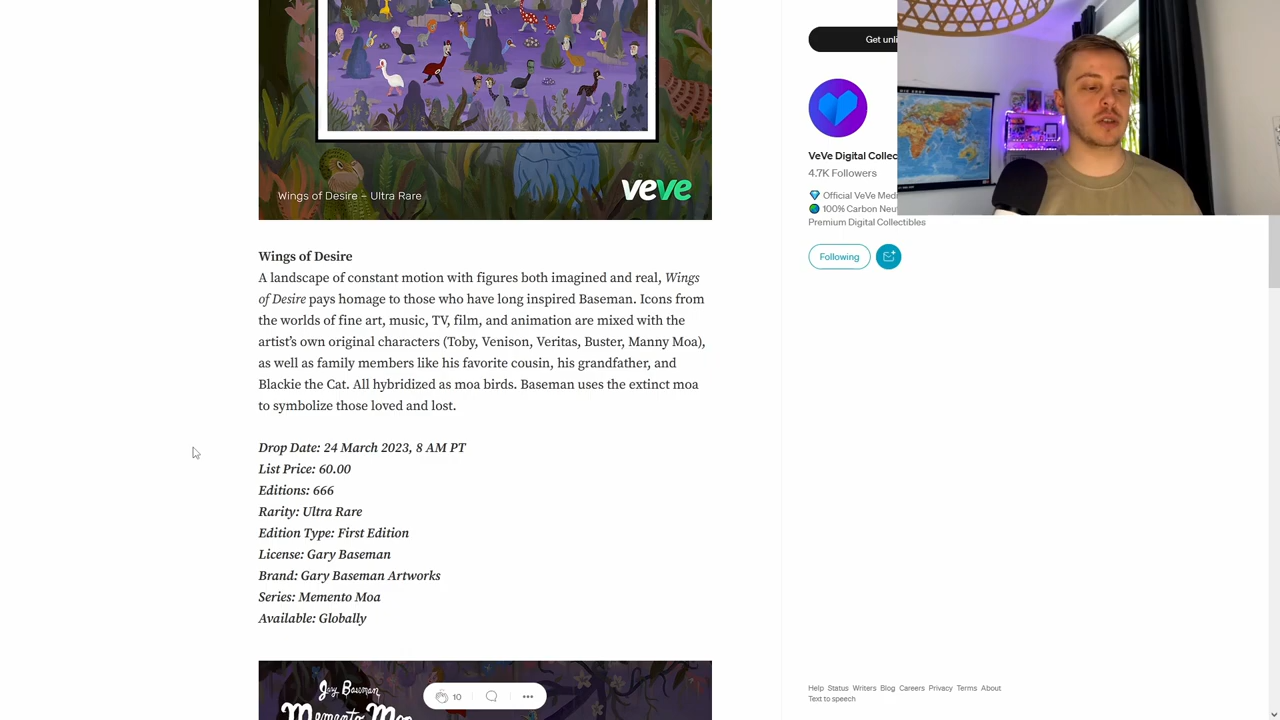 Wings of Desire – Ultra Rare
veve
Wings of Desire
A landscape of constant motion with figures both imagined and real, Wings
of Desire pays homage to those who have long inspired Baseman. Icons from
the worlds of fine art, music, TV, film, and animation are mixed with the
artist’s own original characters (Toby, Venison, Veritas, Buster, Manny Moa),
as well as family members like his favorite cousin, his grandfather, and
Blackie the Cat. All hybridized as moa birds. Baseman uses the extinct moa
to symbolize those loved and lost.
Drop Date: 24 March 2023, 8 AM PT
List Price: 60.00
Editions: 666
Rarity: Ultra Rare
Edition Type: First Edition
License: Gary Baseman
Brand: Gary Baseman Artworks
Series: Memento Moa
Available: Globally
Gary Baseman
Memento Mo
10
Get unli
VeVe Digital Collec
4.7K Followers
Official VeVe Med
100% Carbon Neu
Premium Digital Collectibles
Following
Help Status Writers Blog Careers Privacy Terms About
Text to speech